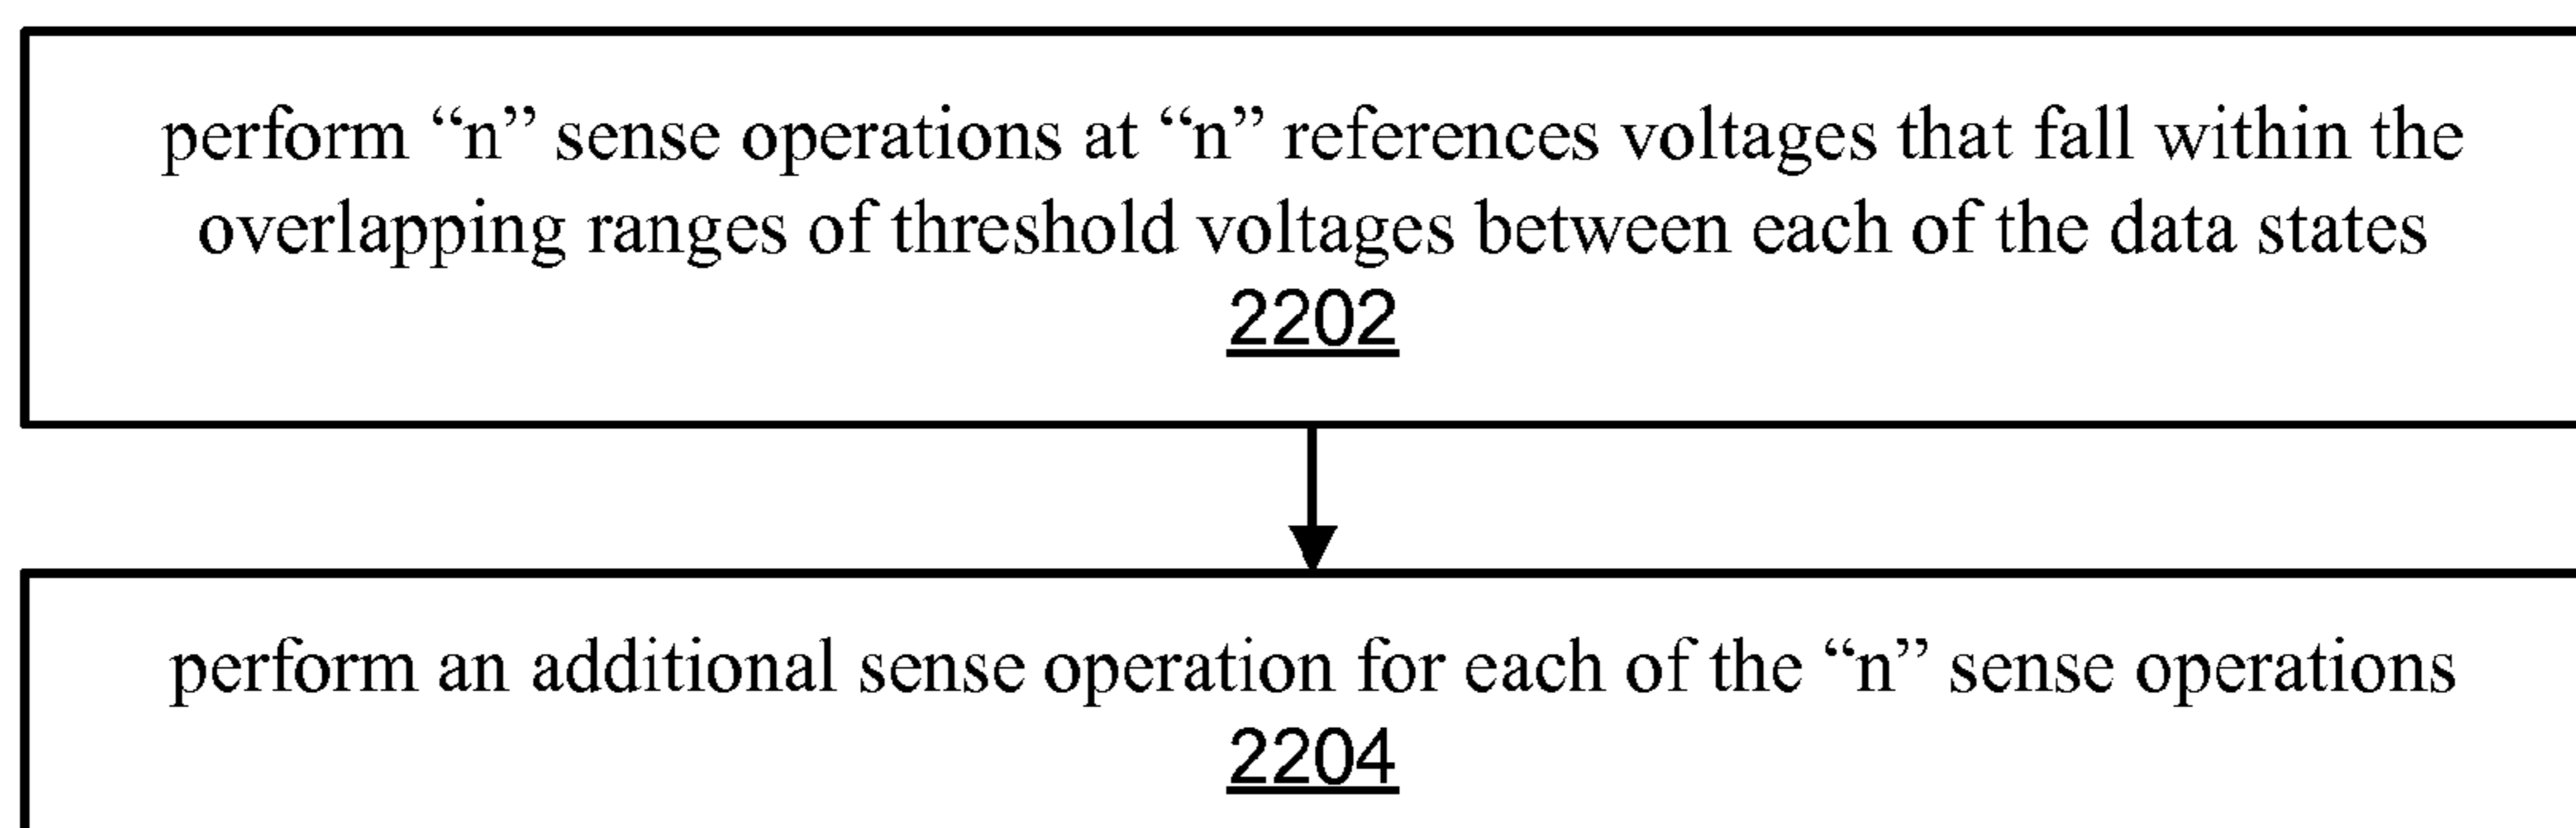 perform “n” sense operations at “n” references voltages that fall within the
overlapping ranges of threshold voltages between each of the data states
2202
perform an additional sense operation for each of the “n” sense operations
2204